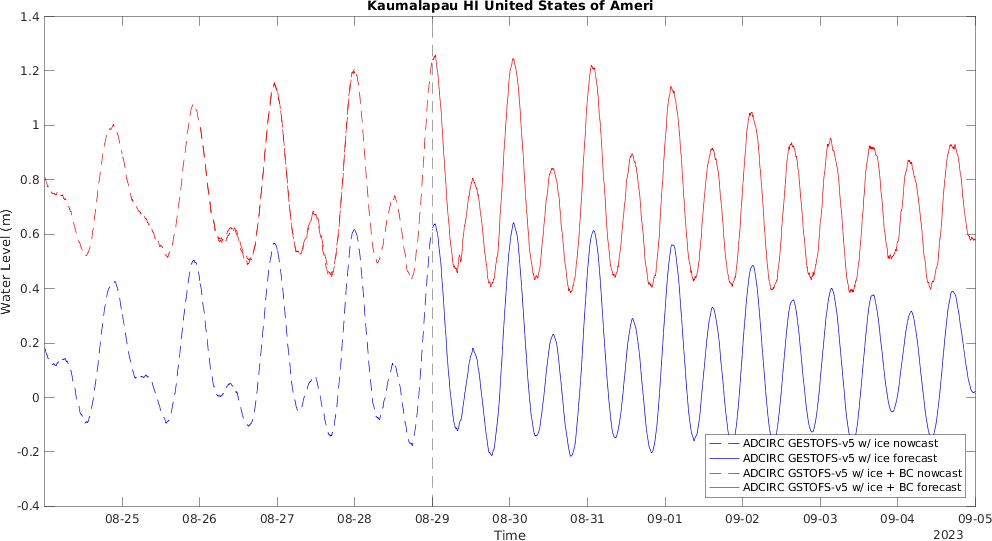 Kaumalapau HI United States of Ameri
Water Level (m)
1.4
1.2
1
0.8
0.6
0.4
0.2
0
-0.2
-0.4
ADCIRC GESTOFS-v5 w/ ice nowcast
ADCIRC GESTOFS-v5 w/ ice forecast
ADCIRC GSTOFS-v5 w/ ice + BC nowcast
ADCIRC GSTOFS-v5 w/ ice + BC forecast
08-25 08-26 08-27 08-28 08-29 08-30 08-31 09-01 09-02 09-03 09-04 09-05
Time
2023